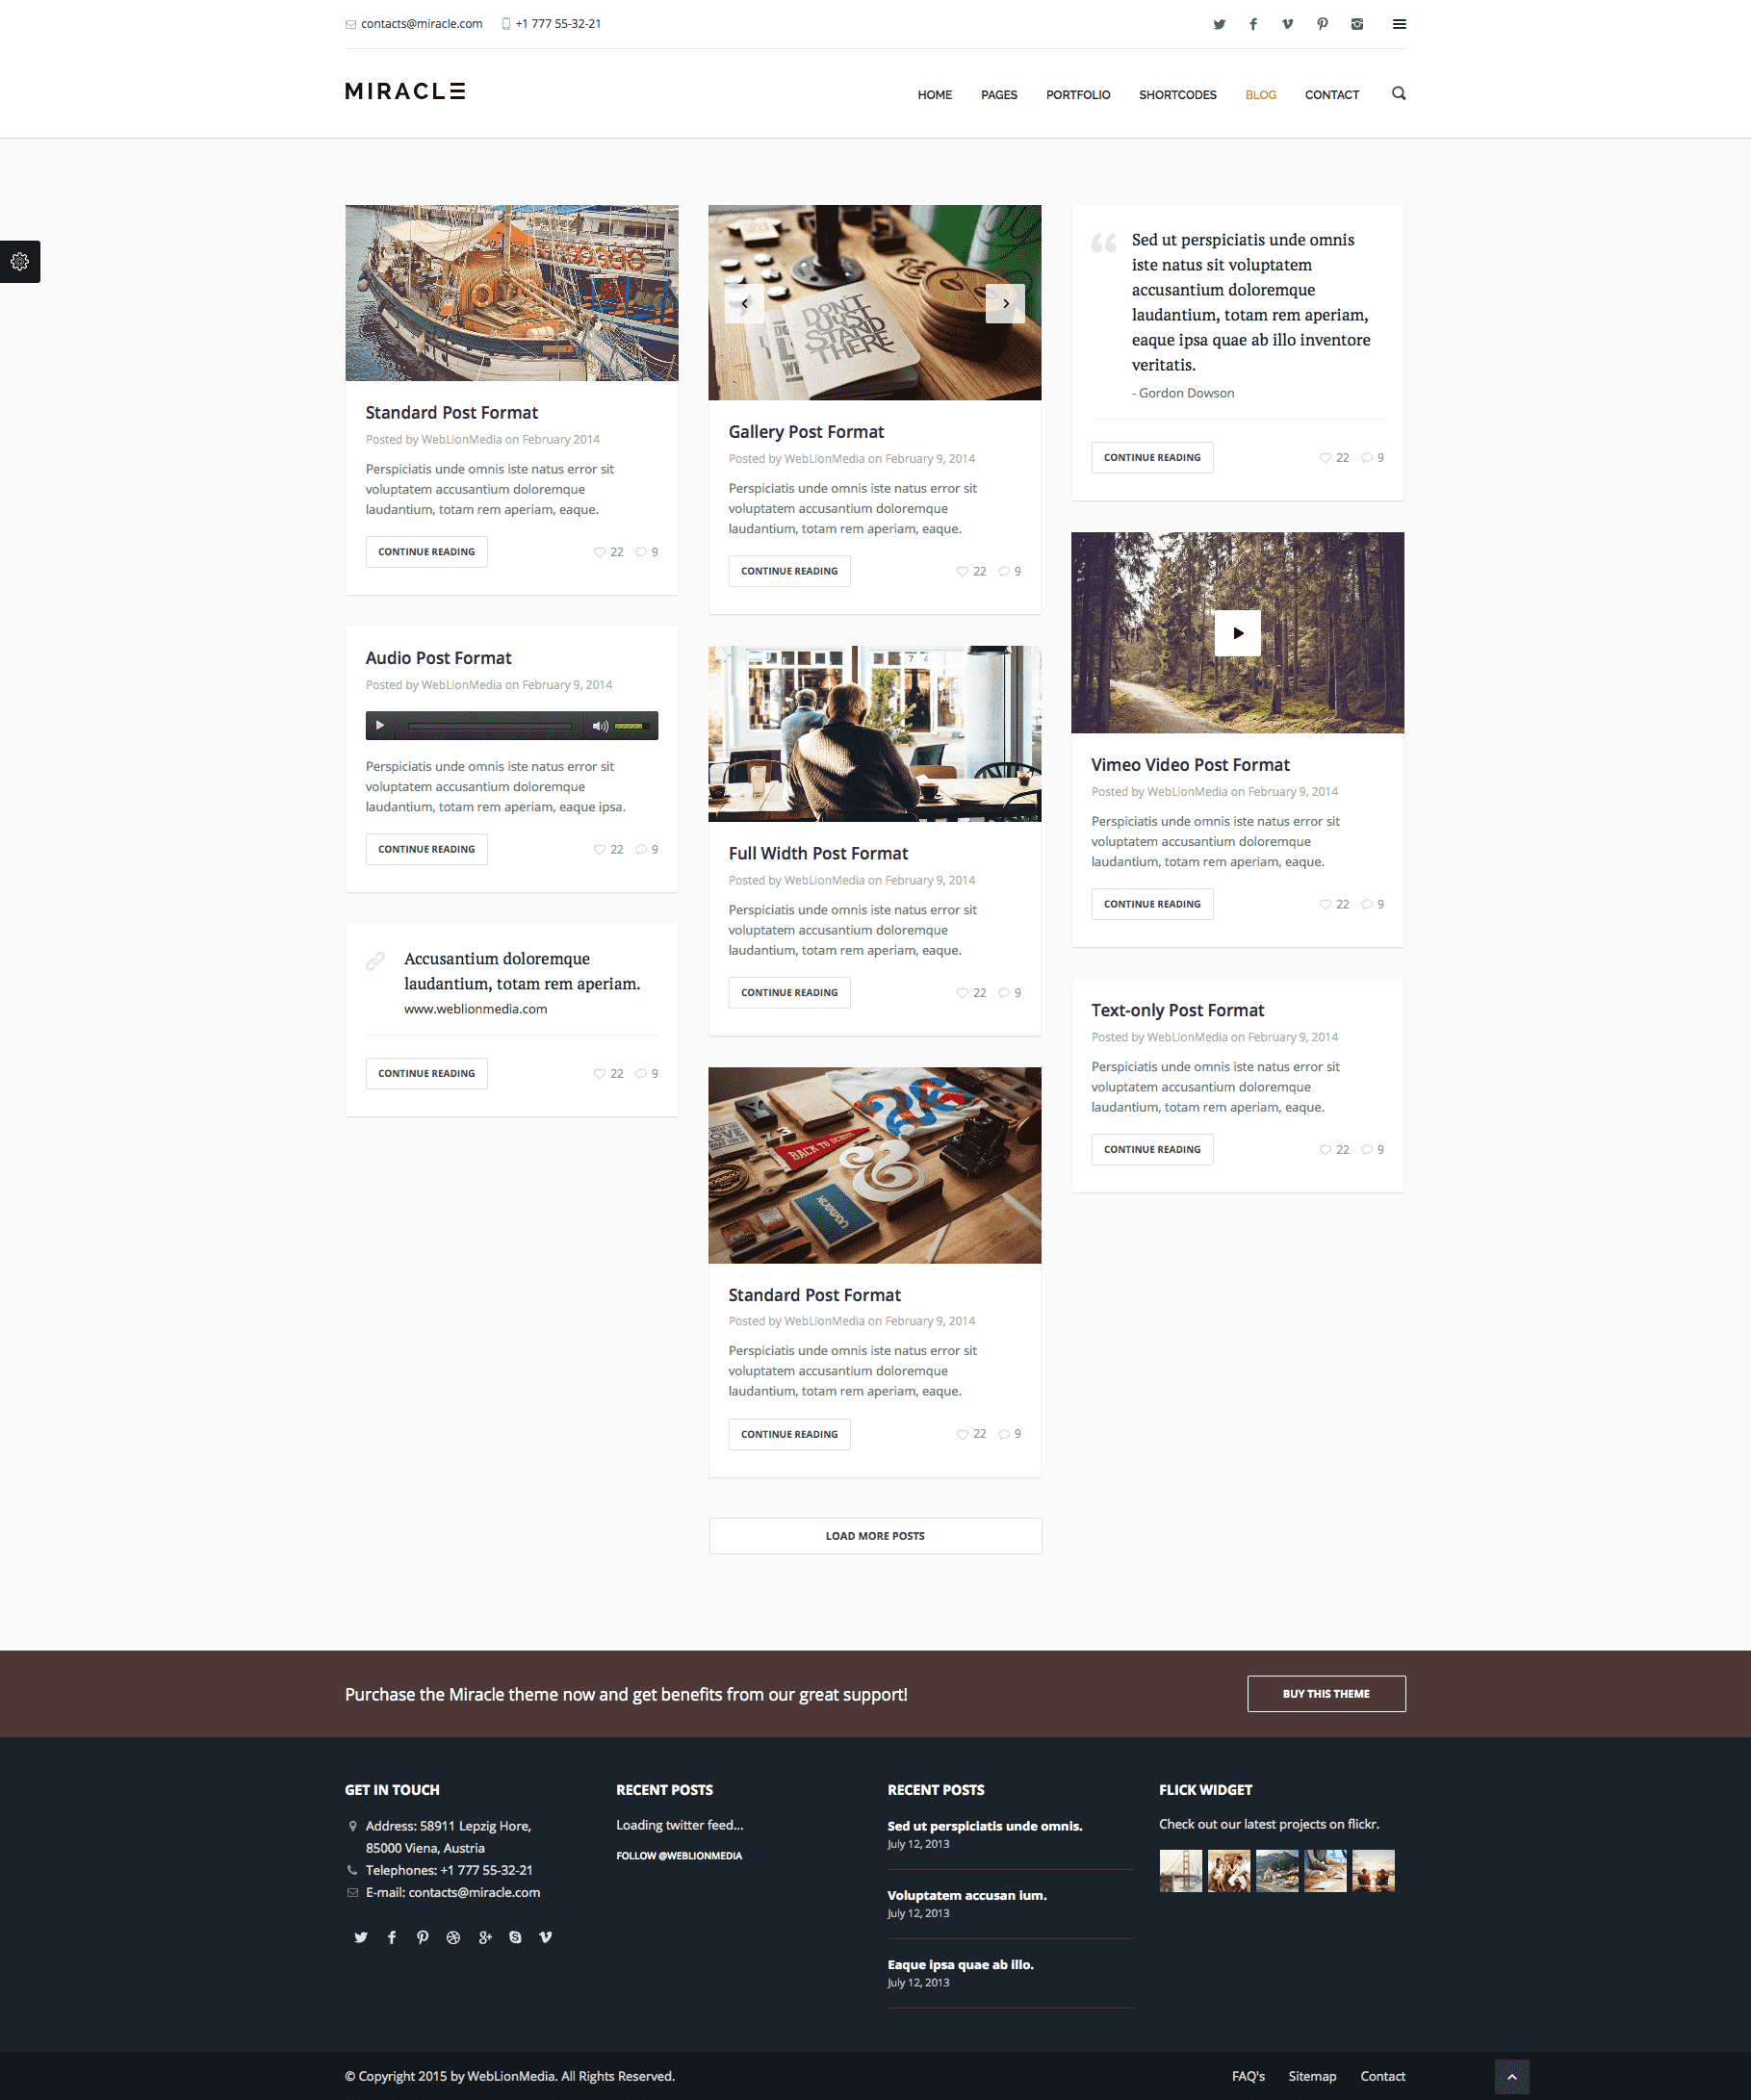 contacts@miracle.com +1 777 55-32-21
MIRACLE
HOME PAGES PORTFOLIO SHORTCODES BLOG CONTACT
Standard Post Format
Posted by WebLionMedia on February 2014
Perspiciatis unde omnis iste natus error sit
voluptatem accusantium doloremque
laudantium, totam rem aperiam, eaque.
CONTINUE READING 22 9
Audio Post Format
Posted by WebLionMedia on February 9, 2014
Perspiciatis unde omnis iste natus error sit
voluptatem accusantium doloremque
laudantium, totam rem aperiam, eaque ipsa.
CONTINUE READING 22 9
Accusantium doloremque
laudantium, totam rem aperiam.
www.weblionmedia.com
CONTINUE READING 22 9
DON'T
JUST
STAND
THERE
Gallery Post Format
Posted by WebLionMedia on February 9, 2014
Perspiciatis unde omnis iste natus error sit
voluptatem accusantium doloremque
laudantium, totam rem aperiam, eaque.
CONTINUE READING 22 9
Full Width Post Format
Posted by WebLionMedia on February 9, 2014
Perspiciatis unde omnis iste natus error sit
voluptatem accusantium doloremque
laudantium, totam rem aperiam, eaque.
CONTINUE READING 22 9
BACK TO SCHOOL
&
Standard Post Format
Posted by WebLionMedia on February 9, 2014
Perspiciatis unde omnis iste natus error sit
voluptatem accusantium doloremque
laudantium, totam rem aperiam, eaque.
CONTINUE READING 22 9
Sed ut perspiciatis unde omnis
iste natus sit voluptatem
accusantium doloremque
laudantium, totam rem aperiam,
eaque ipsa quae ab illo inventore
veritatis.
- Gordon Dowson
CONTINUE READING 22 9
Vimeo Video Post Format
Posted by WebLionMedia on February 9, 2014
Perspiciatis unde omnis iste natus error sit
voluptatem accusantium doloremque
laudantium, totam rem aperiam, eaque.
CONTINUE READING 22 9
Text-only Post Format
Posted by WebLionMedia on February 9, 2014
Perspiciatis unde omnis iste natus error sit
voluptatem accusantium doloremque
laudantium, totam rem aperiam, eaque.
CONTINUE READING 22 9
LOAD MORE POSTS
Purchase the Miracle theme now and get benefits from our great support!
BUY THIS THEME
GET IN TOUCH
Address: 58911 Lepzig Hore,
85000 Viena, Austria
Telephones: +1 777 55-32-21
E-mail: contacts@miracle.com
RECENT POSTS
Loading twitter feed...
FOLLOW @WEBLIONMEDIA
RECENT POSTS
Sed ut perspiciatis unde omnis.
July 12, 2013
Voluptatem accusan ium.
July 12, 2013
Eaque ipsa quae ab illo.
July 12, 2013
FLICK WIDGET
Check out our latest projects on flickr.
© Copyright 2015 by WebLionMedia. All Rights Reserved.
FAQ's Sitemap Contact